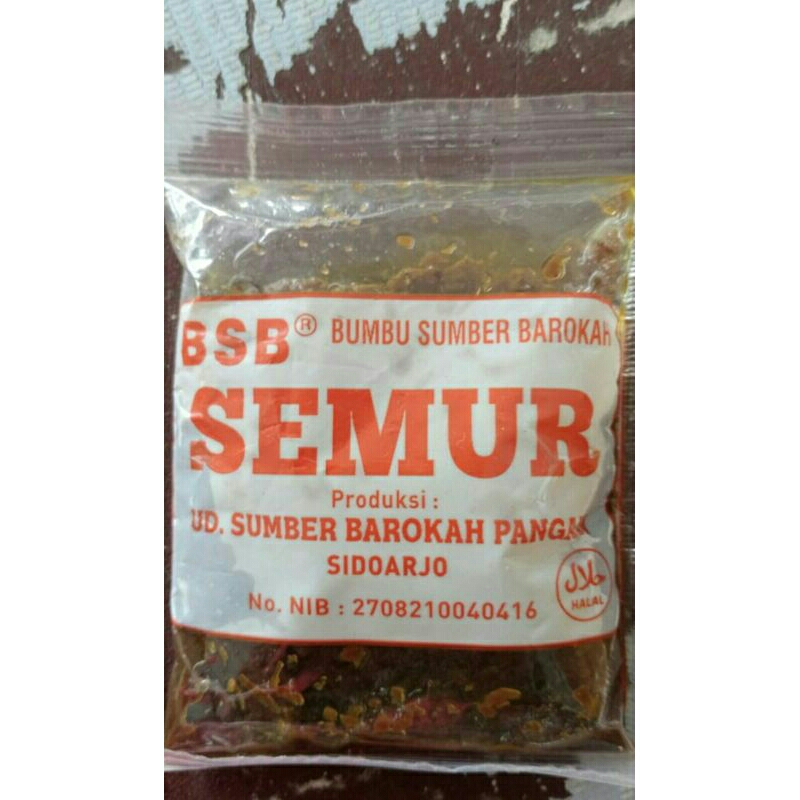 BSB® BUMBU SUMBER BAROKAH
SEMUR
Produksi :
UD. SUMBER BAROKAH PANGAN
SIDOARJO
No. NIB : 2708210040416
حلال
HALAL